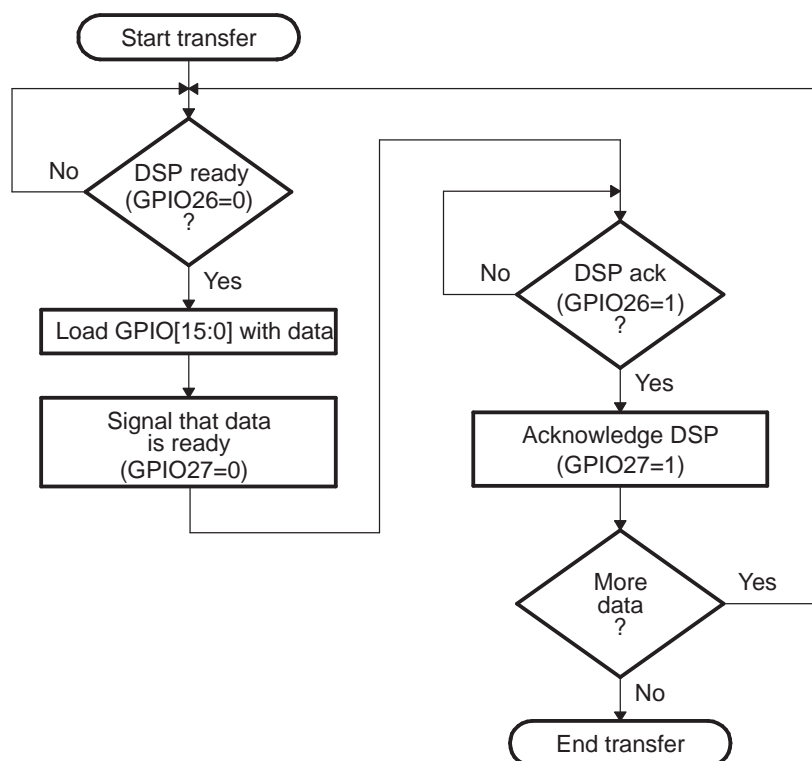 Start transfer
No
DSP ready
(GPIO26=0)
?
Yes
Load GPIO[15:0] with data
Signal that data
is ready
(GPIO27=0)
No
DSP ack
(GPIO26=1)
?
Yes
Acknowledge DSP
(GPIO27=1)
More
data
?
Yes
No
End transfer